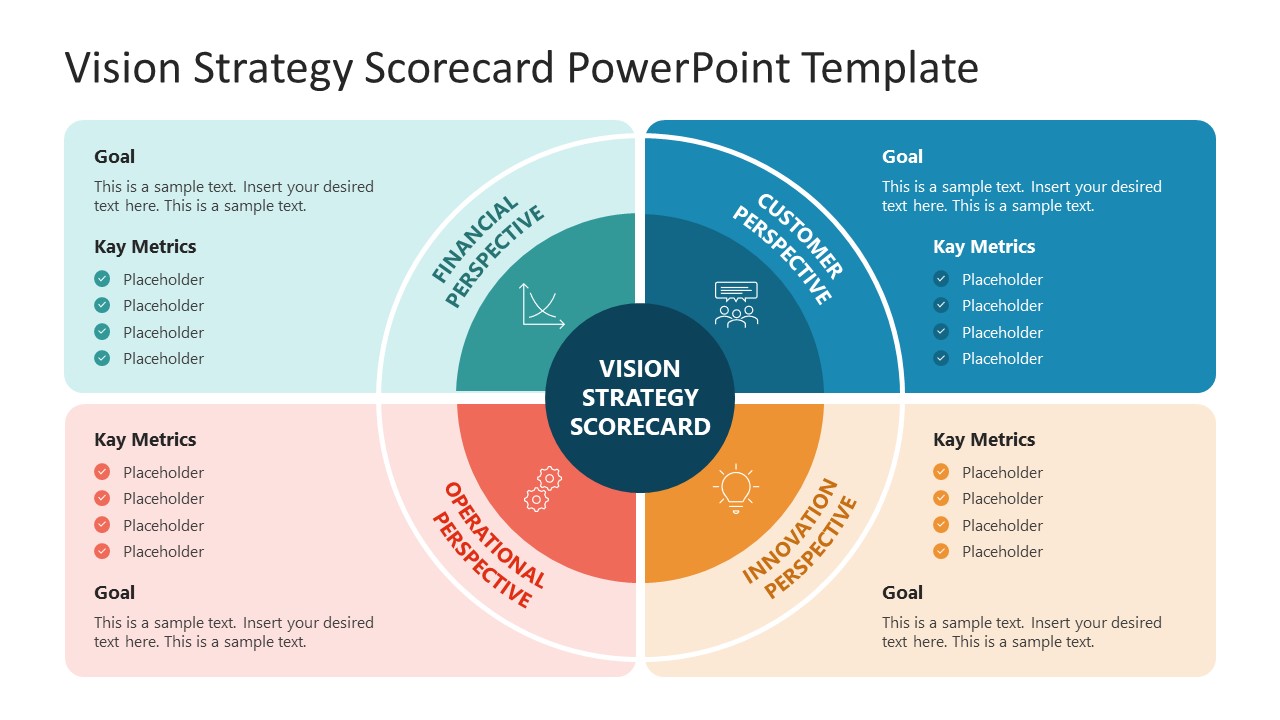 Vision Strategy Scorecard PowerPoint Template
Goal
This is a sample text. Insert your desired
text here. This is a sample text.
Kay Metrics
Placeholder
Placeholder
Placeholder
Placeholder
FINANCIAL
PERSPECTIVE
CUSTOMER
PERSPECTIVE
Goal
This is a sample text. Insert your desired
text here. This is a sample text.
Kay Metrics
Placeholder
Placeholder
Placeholder
Placeholder
VISION
STRATEGY
SCORECARD
Kay Metrics
Placeholder
Placeholder
Placeholder
Placeholder
Goal
This is a sample text. Insert your desired
text here. This is a sample text.
OPERATIONAL
PERSPECTIVE
INNOVATION
PERSPECTIVE
Kay Metrics
Placeholder
Placeholder
Placeholder
Placeholder
Goal
This is a sample text. Insert your desired
text here. This is a sample text.